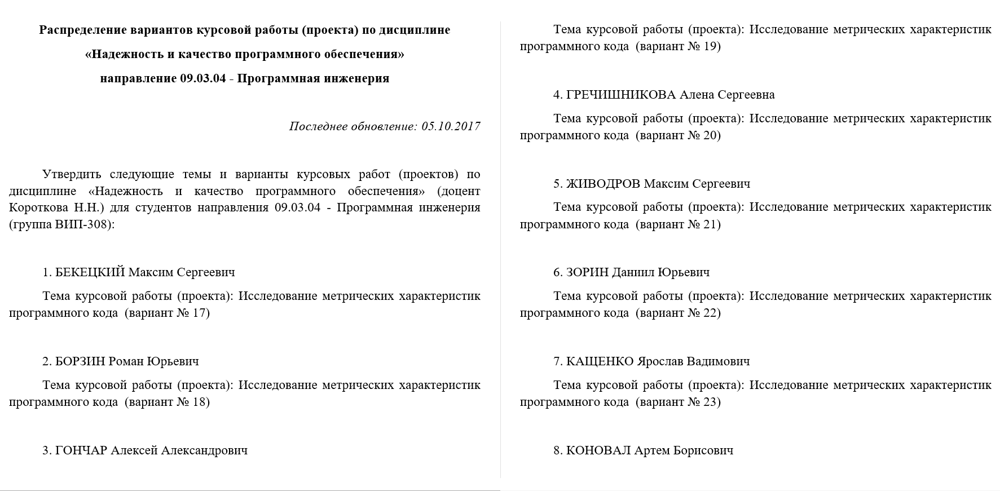 Распределение вариантов курсовой работы (проекта) по дисциплине
«Надежность и качество программного обеспечения»
направление 09.03.04 - Программная инженерия
Последнее обновление: 05.10.2017
Утвердить следующие темы и варианты курсовых работ (проектов) по
дисциплине «Надежность и качество программного обеспечения» (доцент
Короткова Н.Н.) для студентов направления 09.03.04 - Программная инженерия
(группа ВИП-308):
1. БЕКЕЦКИЙ Максим Сергеевич
Тема курсовой работы (проекта): Исследование метрических характеристик
программного кода (вариант № 17)
2. БОРЗИН Роман Юрьевич
Тема курсовой работы (проекта): Исследование метрических характеристик
программного кода (вариант № 18)
3. ГОНЧАР Алексей Александрович
Тема курсовой работы (проекта): Исследование метрических характеристик
программного кода (вариант № 19)
4. ГРЕЧИШНИКОВА Алена Сергеевна
Тема курсовой работы (проекта): Исследование метрических характеристик
программного кода (вариант № 20)
5. ЖИВОДРОВ Максим Сергеевич
Тема курсовой работы (проекта): Исследование метрических характеристик
программного кода (вариант № 21)
6. ЗОРИН Даниил Юрьевич
Тема курсовой работы (проекта): Исследование метрических характеристик
программного кода (вариант № 22)
7. КАЩЕНКО Ярослав Вадимович
Тема курсовой работы (проекта): Исследование метрических характеристик
программного кода (вариант № 23)
8. КОНОВАЛ Артем Борисович